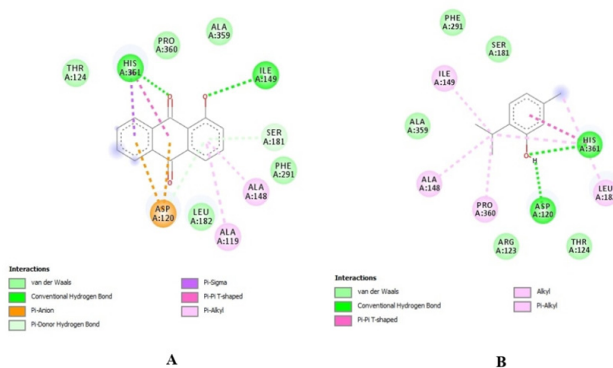 THR
A:124
HIS
A:361
PRO
A:360
ALA
A:359
ILE
A:149
SER
A:181
PHE
A:291
ALA
A:148
ALA
A:119
LEU
A:182
ASP
A:120
Interactions
van der Waals
Conventional Hydrogen Bond
Pi-Anion
Pi-Donor Hydrogen Bond
Pi-Sigma
Pi-Pi T-shaped
Pi-Alkyl
A
PHE
A:291
SER
A:181
ILE
A:149
ALA
A:359
HIS
A:361
ALA
A:148
LEU
PRO
A:360
ASP
A:120
ARG
A:123
THR
A:124
H
Interactions
van der Waals
Conventional Hydrogen Bond
Pi-Pi T-shaped
Alkyl
Pi-Alkyl
B